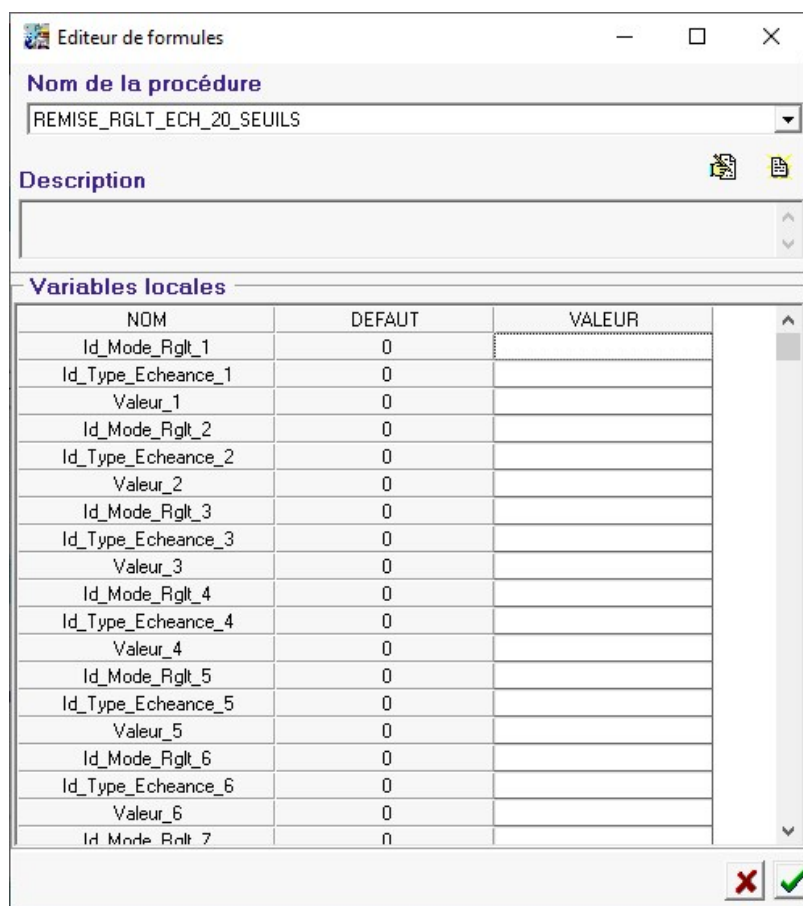 Editeur de formules
Nom de la procédure
REMISE_RGLT_ECH_20_SEUILS
Description
Variables locales
NOM DEFAUT VALEUR
Id_Mode_Rglt_1 0
Id_Type_Echeance_1 0
Valeur_1 0
Id_Mode_Rglt_2 0
Id_Type_Echeance_2 0
Valeur_2 0
Id_Mode_Rglt_3 0
Id_Type_Echeance_3 0
Valeur_3 0
Id_Mode_Rglt_4 0
Id_Type_Echeance_4 0
Valeur_4 0
Id_Mode_Rglt_5 0
Id_Type_Echeance_5 0
Valeur_5 0
Id_Mode_Rglt_6 0
Id_Type_Echeance_6 0
Valeur_6 0
Id_Mode_Rglt_7 0